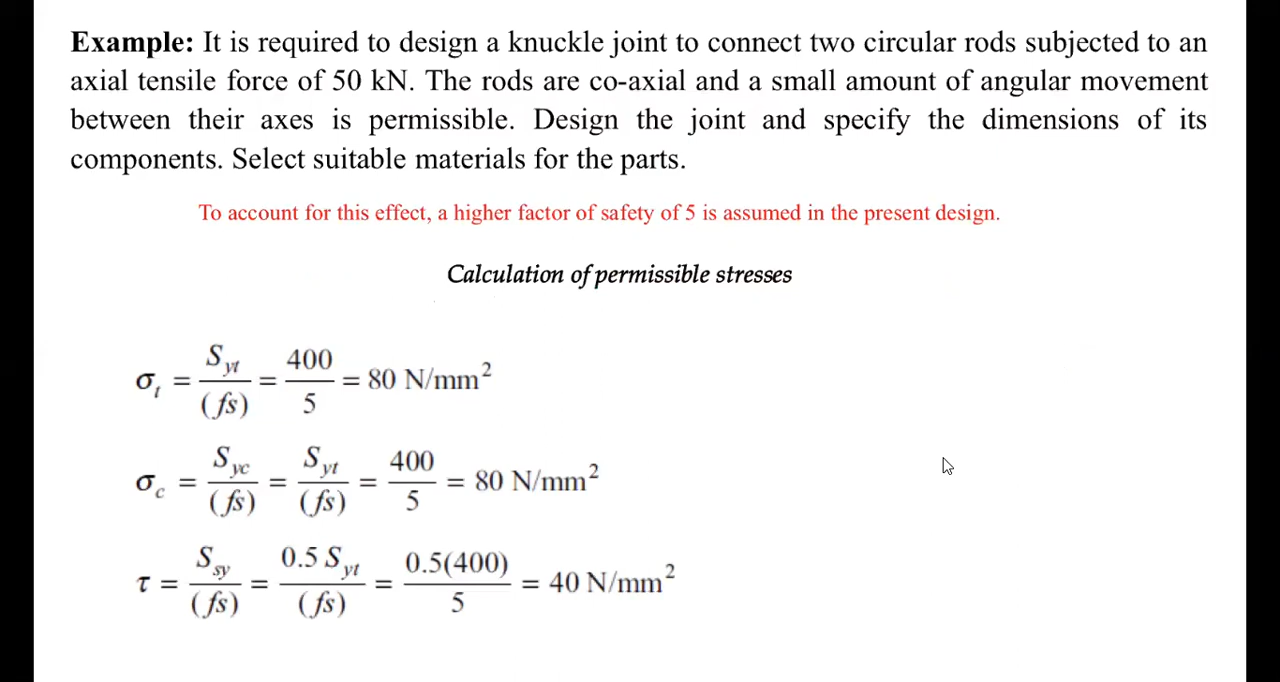 Example: It is required to design a knuckle joint to connect two circular rods subjected to an
axial tensile force of 50 kN. The rods are co-axial and a small amount of angular movement
between their axes is permissible. Design the joint and specify the dimensions of its
components. Select suitable materials for the parts.
To account for this effect, a higher factor of safety of 5 is assumed in the present design.
Calculation of permissible stresses
σt = Syt / (fs) = 400 / 5 = 80 N/mm²
σc = Syc / (fs) = Syt / (fs) = 400 / 5 = 80 N/mm²
τ = Ssy / (fs) = 0.5 Syt / (fs) = 0.5(400) / 5 = 40 N/mm²